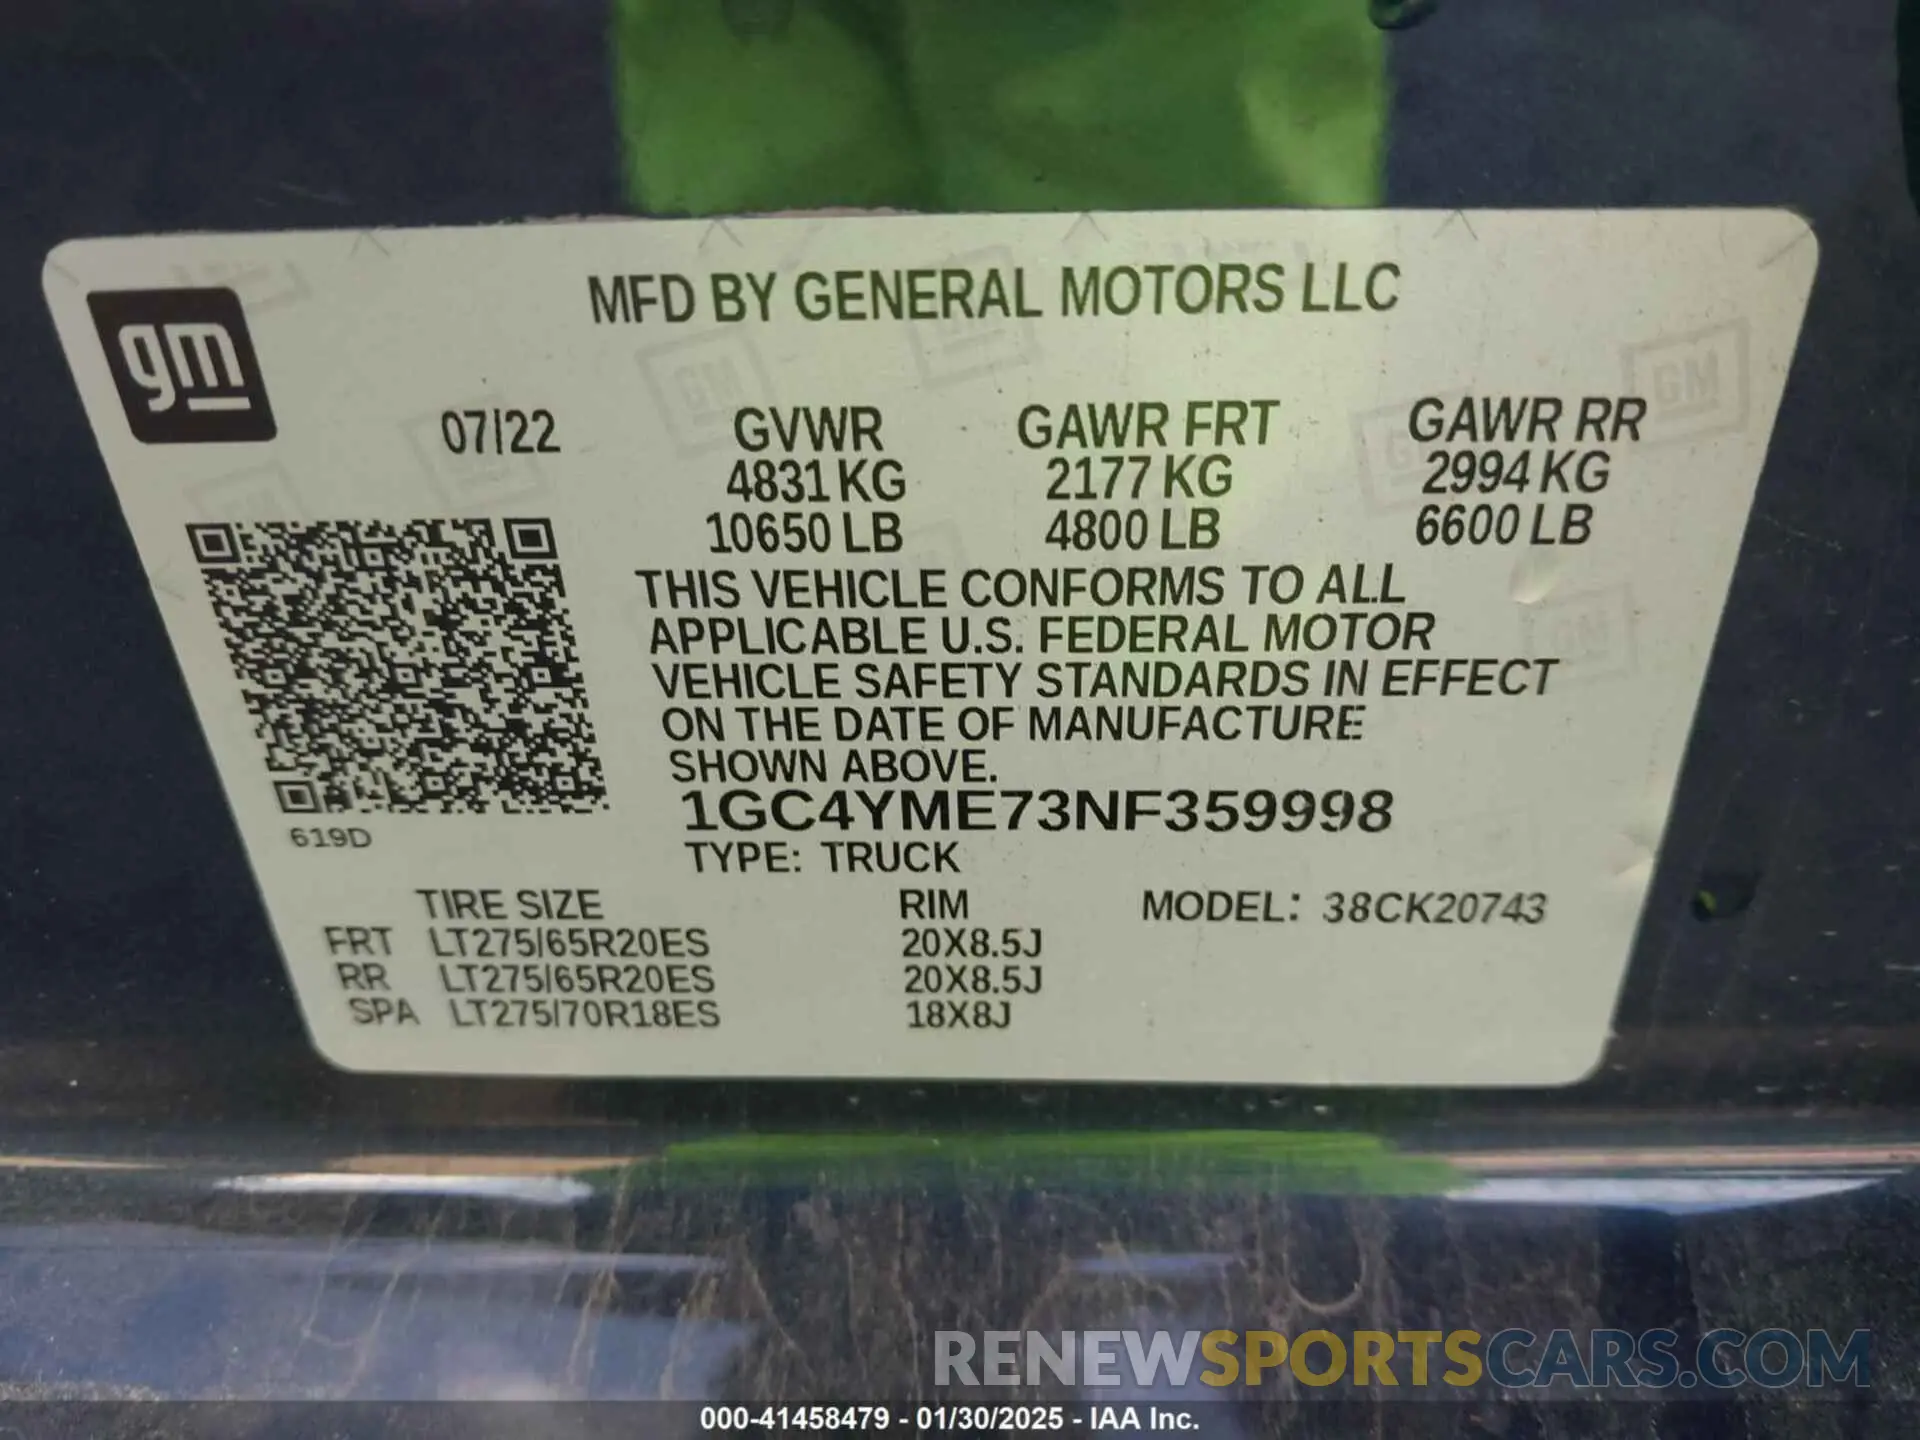 MFD BY GENERAL MOTORS LLC
gm
07/22 GVWR GAWR FRT GAWR RR
4831 KG 2177 KG 2994 KG
10650 LB 4800 LB 6600 LB
THIS VEHICLE CONFORMS TO ALL
APPLICABLE U.S. FEDERAL MOTOR
VEHICLE SAFETY STANDARDS IN EFFECT
ON THE DATE OF MANUFACTURE
SHOWN ABOVE.
1GC4YME73NF359998
619D
TYPE: TRUCK
TIRE SIZE RIM MODEL: 38CK20743
FRT LT275/65R20ES 20X8.5J
RR LT275/65R20ES 20X8.5J
SPA LT275/70R18ES 18X8J
RENEWSPORTSCARS.COM
000-41458479 - 01/30/2025 - IAA Inc.